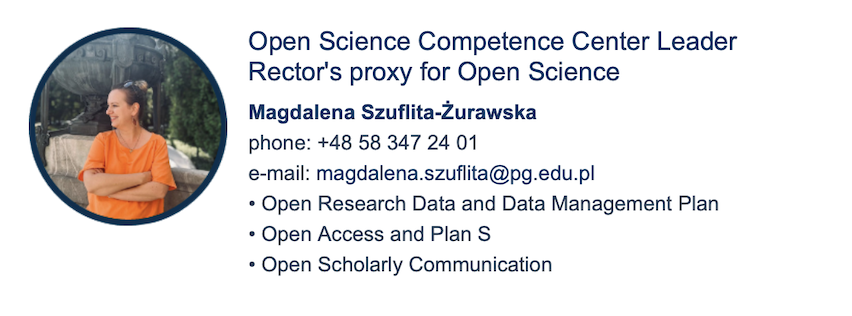 Open Science Competence Center Leader
Rector's proxy for Open Science
Magdalena Szuflita-Żurawska
phone: +48 58 347 24 01
e-mail: magdalena.szuflita@pg.edu.pl
• Open Research Data and Data Management Plan
• Open Access and Plan S
• Open Scholarly Communication